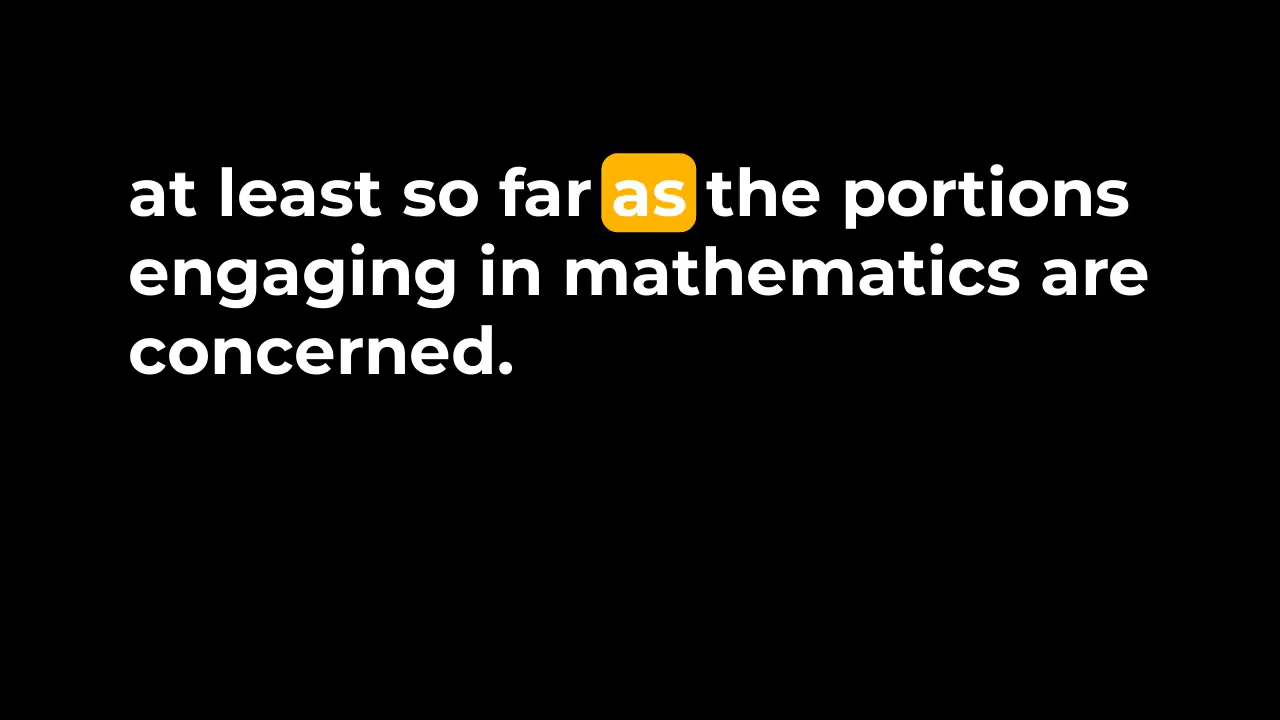 at least so far as the portions
engaging in mathematics are
concerned.